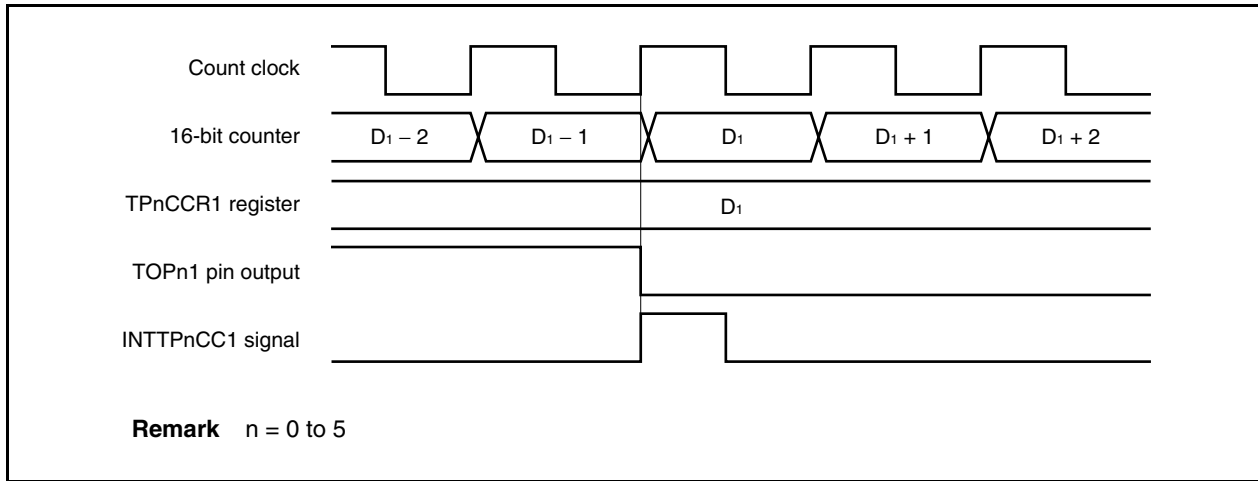 Count clock
16-bit counter D₁ − 2 D₁ − 1 D₁ D₁ + 1 D₁ + 2
TPnCCR1 register D₁
TOPn1 pin output
INTTPnCC1 signal
Remark n = 0 to 5